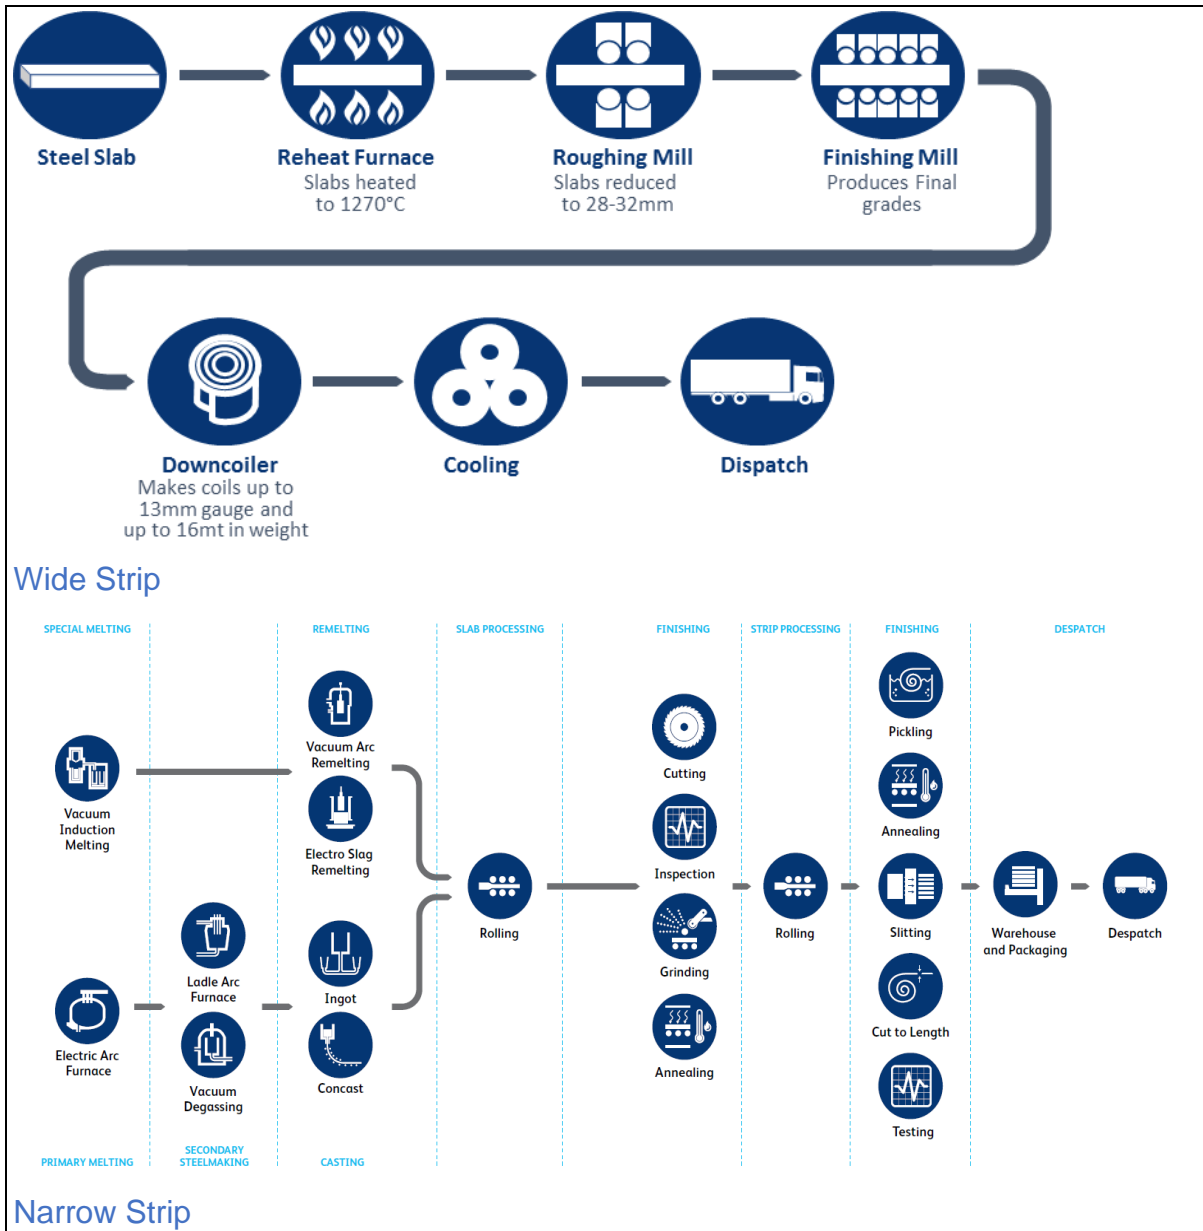 Steel Slab
Reheat Furnace
Slabs heated
to 1270°C
Roughing Mill
Slabs reduced
to 28-32mm
Finishing Mill
Produces Final
grades
Downcoiler
Makes coils up to
13mm gauge and
up to 16mt in weight
Cooling
Dispatch
Wide Strip
SPECIAL MELTING
REMELTING
SLAB PROCESSING
FINISHING
STRIP PROCESSING
FINISHING
DESPATCH
Vacuum
Induction
Melting
Vacuum Arc
Remelting
Electro Slag
Remelting
Electric Arc
Furnace
Ladle Arc
Furnace
Vacuum
Degassing
Ingot
Concast
Rolling
Cutting
Inspection
Grinding
Annealing
Rolling
Pickling
Annealing
Slitting
Cut to Length
Testing
Warehouse
and Packaging
Despatch
PRIMARY MELTING
SECONDARY
STEELMAKING
CASTING
Narrow Strip